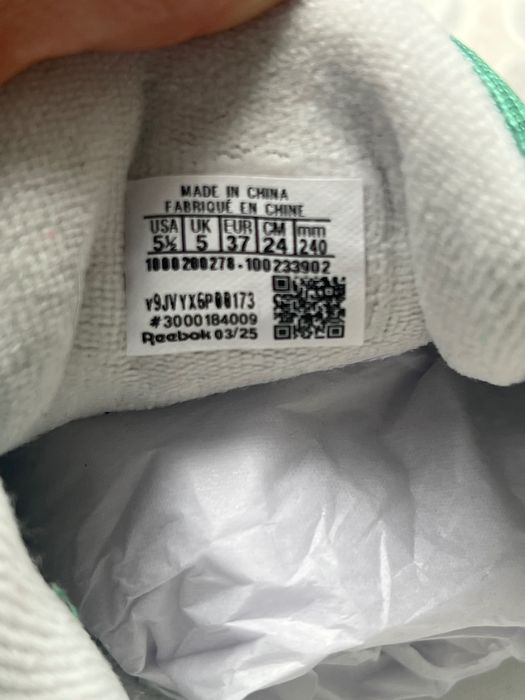 MADE IN CHINA
FABRIQUÉ EN CHINE
USA UK EUR CM mm
5½ 5 37 24 240
1000200278-100233902
v9JVYX6P00173
#3000184009
Reebok 03/25